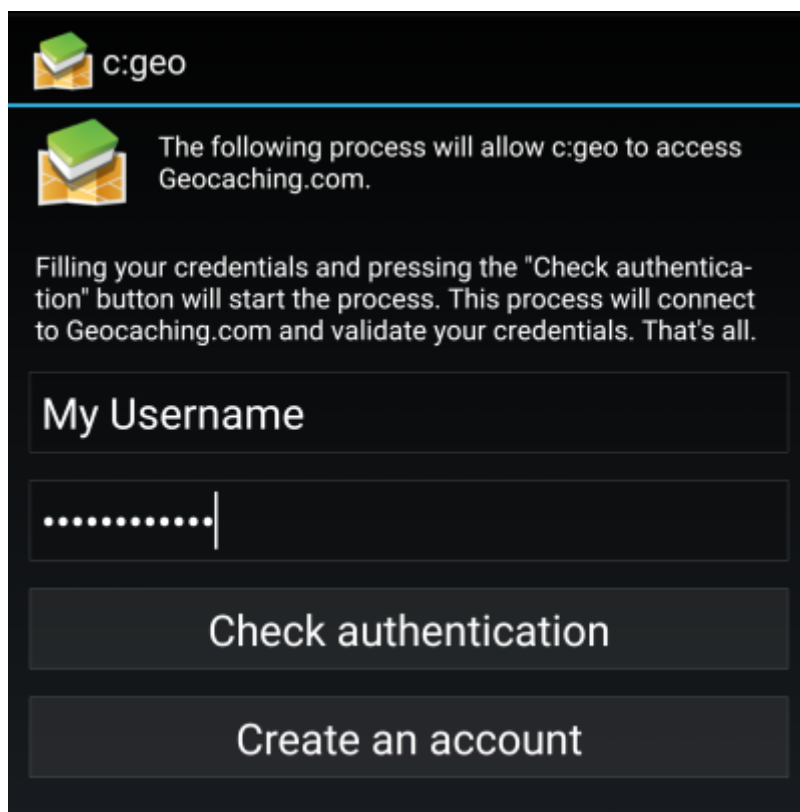 c:geo
The following process will allow c:geo to access
Geocaching.com.
Filling your credentials and pressing the "Check authentica-
tion" button will start the process. This process will connect
to Geocaching.com and validate your credentials. That's all.
My Username
••••••••••••
Check authentication
Create an account